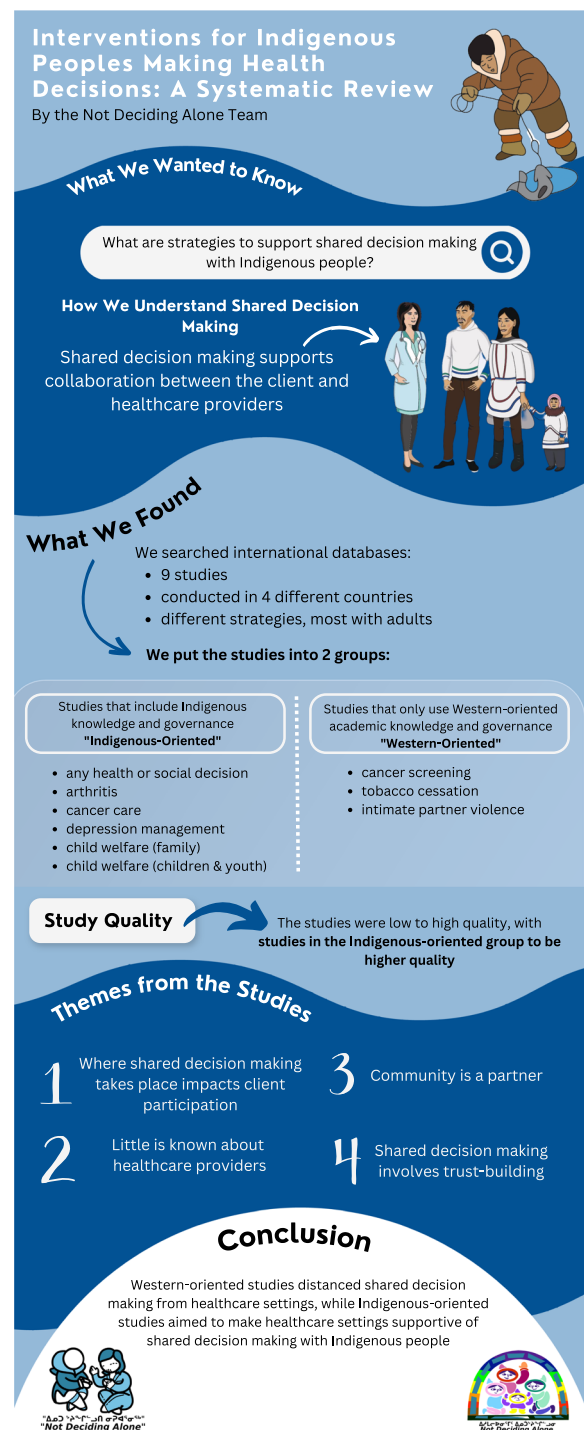 Interventions for Indigenous
Peoples Making Health
Decisions: A Systematic Review
By the Not Deciding Alone Team
What We Wanted to Know
What are strategies to support shared decision making
with Indigenous people?
How We Understand Shared Decision
Making
Shared decision making supports
collaboration between the client and
healthcare providers
What We Found
We searched international databases:
• 9 studies
• conducted in 4 different countries
• different strategies, most with adults
We put the studies into 2 groups:
Studies that include Indigenous
knowledge and governance
"Indigenous-Oriented"
• any health or social decision
• arthritis
• cancer care
• depression management
• child welfare (family)
• child welfare (children & youth)
Studies that only use Western-oriented
academic knowledge and governance
"Western-Oriented"
• cancer screening
• tobacco cessation
• intimate partner violence
Study Quality
The studies were low to high quality, with
studies in the Indigenous-oriented group to be
higher quality
Themes from the Studies
1 Where shared decision making
takes place impacts client
participation
2 Little is known about
healthcare providers
3 Community is a partner
4 Shared decision making
involves trust-building
Conclusion
Western-oriented studies distanced shared decision
making from healthcare settings, while Indigenous-oriented
studies aimed to make healthcare settings supportive of
shared decision making with Indigenous people
"Not Deciding Alone"
"Not Deciding Alone